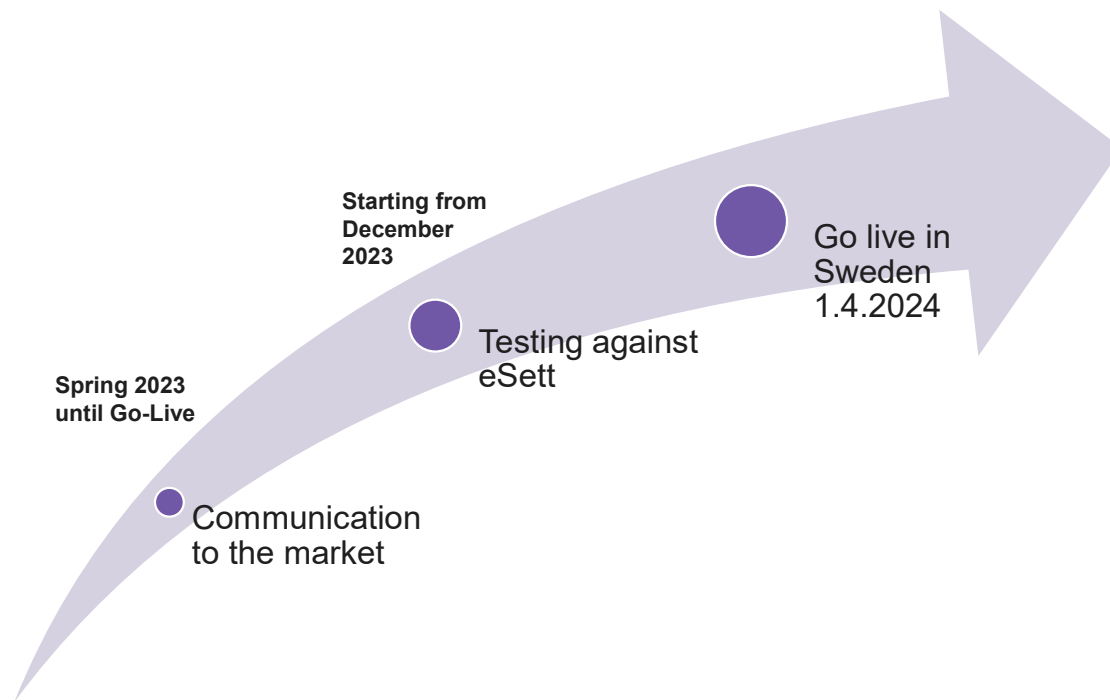 Spring 2023
until Go-Live
Communication
to the market
Starting from
December
2023
Testing against
eSett
Go live in
Sweden
1.4.2024